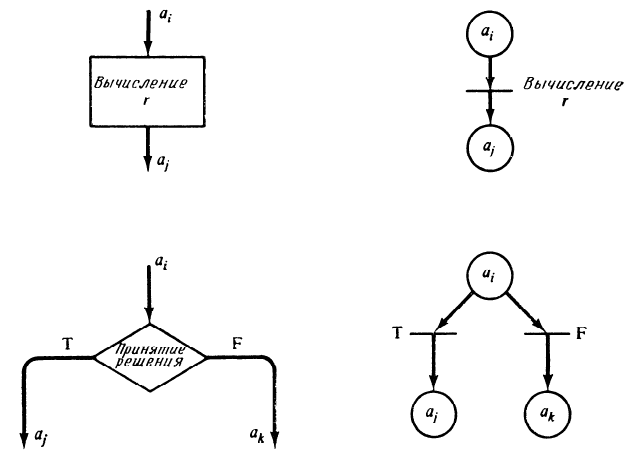 a_i
Вычисление
r
a_j
a_i
Вычисление
r
a_j
a_i
T
Принятие
решения
F
a_j
a_k
a_i
T
F
a_j
a_k